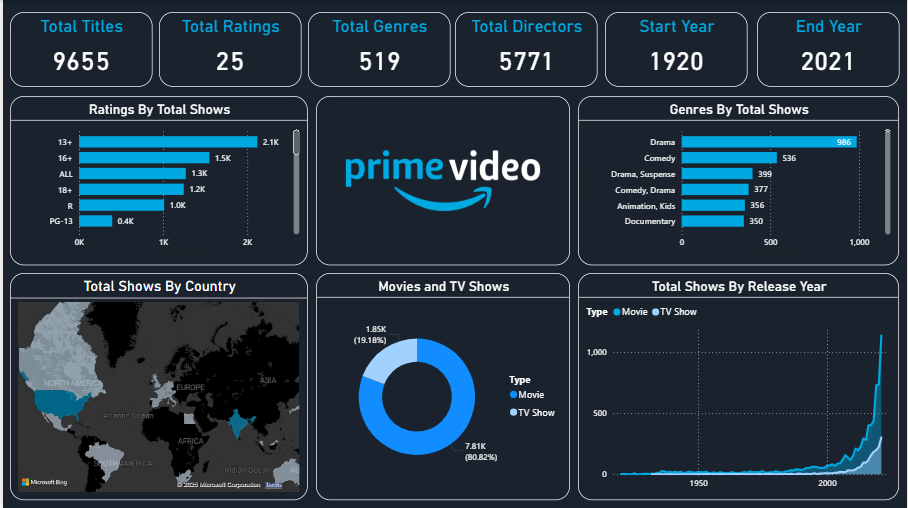 Total Titles
9655
Total Ratings
25
Total Genres
519
Total Directors
5771
Start Year
1920
End Year
2021
Ratings By Total Shows
13+ 2.1K
16+ 1.5K
ALL 1.3K
18+ 1.2K
R 1.0K
PG-13 0.4K
0K 1K 2K
prime video
Genres By Total Shows
Drama 986
Comedy 536
Drama, Suspense 399
Comedy, Drama 377
Animation, Kids 356
Documentary 350
0 500 1,000
Total Shows By Country
NORTH AMERICA
EUROPE
ASIA
Atlantic Ocean
AFRICA
SOUTH AMERICA
Indian Ocean
AU
Microsoft Bing
© 2025 Microsoft Corporation Terms
Movies and TV Shows
1.85K
(19.18%)
Type
Movie
TV Show
7.81K
(80.82%)
Total Shows By Release Year
Type Movie TV Show
1,000
500
0
1950 2000